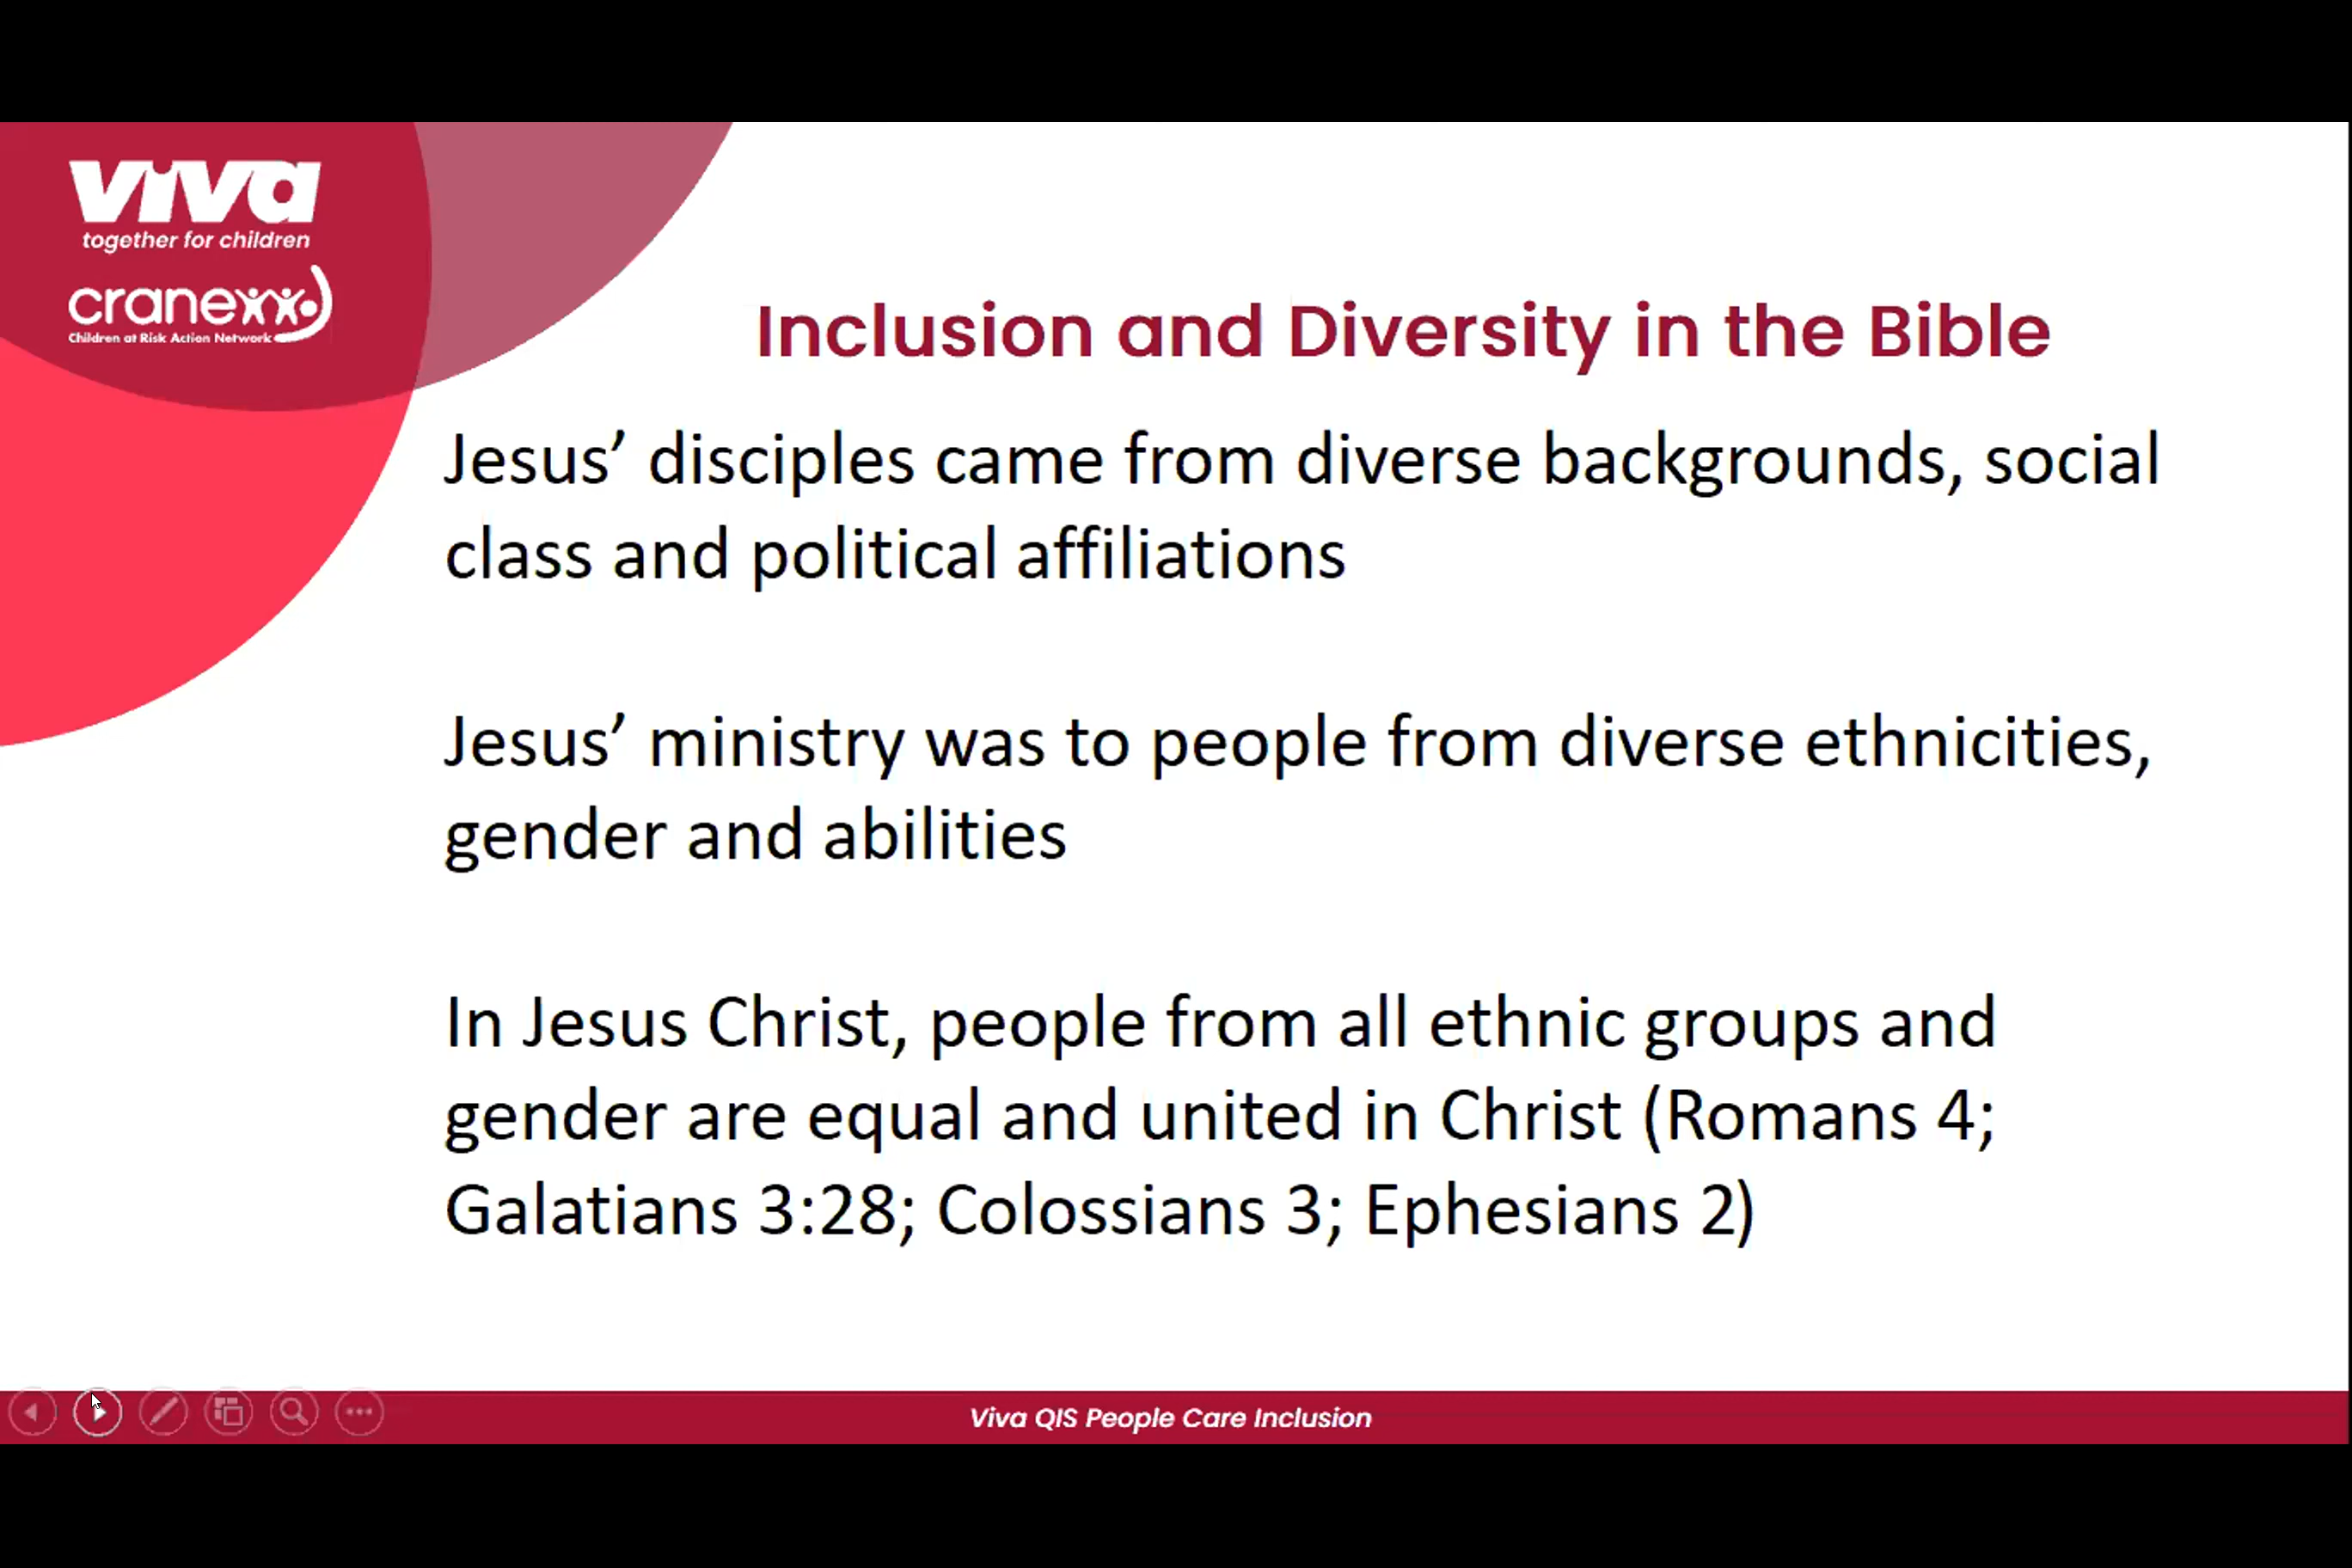 viva
together for children
crane
Children at Risk Action Network
Inclusion and Diversity in the Bible
Jesus’ disciples came from diverse backgrounds, social
class and political affiliations
Jesus’ ministry was to people from diverse ethnicities,
gender and abilities
In Jesus Christ, people from all ethnic groups and
gender are equal and united in Christ (Romans 4;
Galatians 3:28; Colossians 3; Ephesians 2)
Viva QIS People Care Inclusion